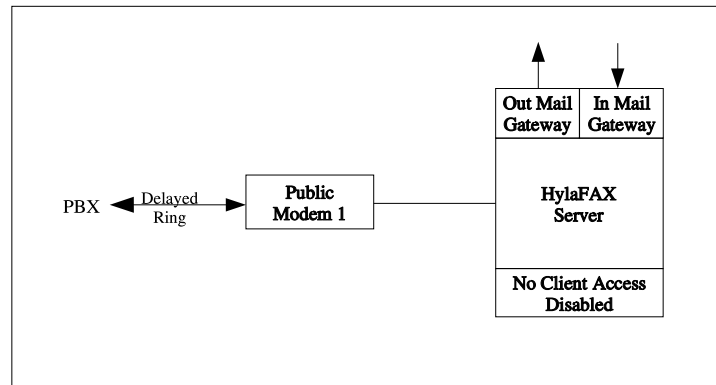 Out Mail
Gateway
In Mail
Gateway
PBX
Delayed
Ring
Public
Modem 1
HylaFAX
Server
No Client Access
Disabled